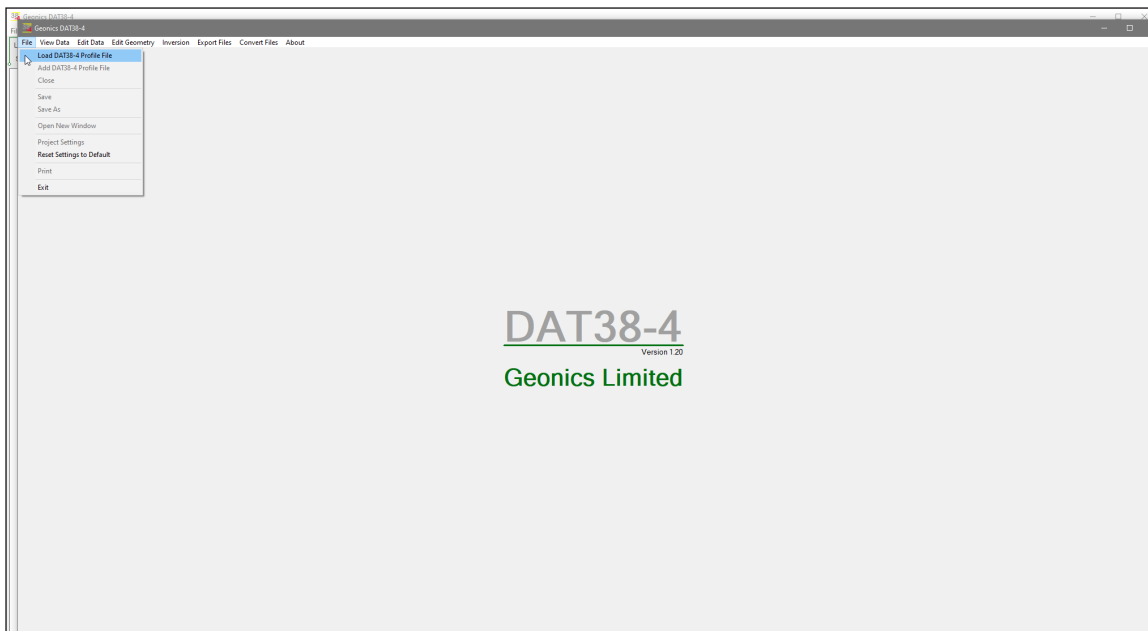 Geonics DAT38-4
Geonics DAT38-4
File View Data Edit Data Edit Geometry Inversion Export Files Convert Files About
Load DAT38-4 Profile File
Add DAT38-4 Profile File
Close
Save
Save As
Open New Window
Project Settings
Reset Settings to Default
Print
Exit
DAT38-4
Version 1.20
Geonics Limited